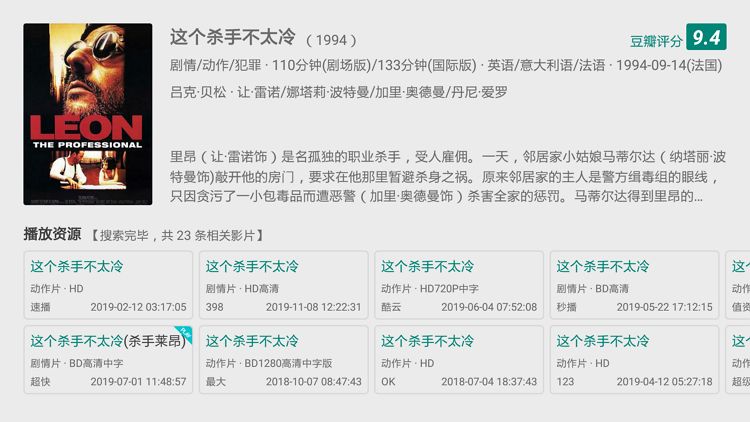 LEON
THE PROFESSIONAL
这个杀手不太冷 （1994）
豆瓣评分 9.4
剧情/动作/犯罪 · 110分钟(剧场版)/133分钟(国际版) · 英语/意大利语/法语 · 1994-09-14(法国)
吕克·贝松 · 让·雷诺/娜塔莉·波特曼/加里·奥德曼/丹尼·爱罗
里昂（让·雷诺饰）是名孤独的职业杀手，受人雇佣。一天，邻居家小姑娘马蒂尔达（纳塔丽·波
特曼饰)敲开他的房门，要求在他那里暂避杀身之祸。原来邻居家的主人是警方缉毒组的眼线，
只因贪污了一小包毒品而遭恶警（加里·奥德曼饰）杀害全家的惩罚。马蒂尔达得到里昂的...
播放资源 【搜索完毕，共 23 条相关影片】
这个杀手不太冷
动作片 · HD
速播 2019-02-12 03:17:05
这个杀手不太冷
剧情片 · HD高清
398 2019-11-08 12:22:31
这个杀手不太冷
动作片 · HD720P中字
酷云 2019-06-04 07:52:08
这个杀手不太冷
剧情片 · BD高清
秒播 2019-05-22 17:12:15
这个
动作
值资
这个杀手不太冷(杀手莱昂)
剧情片 · BD高清中字
超快 2019-07-01 11:48:57
这个杀手不太冷
动作片 · BD1280高清中字版
最大 2018-10-07 08:47:43
这个杀手不太冷
动作片 · HD
OK 2018-07-04 18:37:43
这个杀手不太冷
动作片 · HD
123 2019-04-12 05:27:18
这个
动作
超级